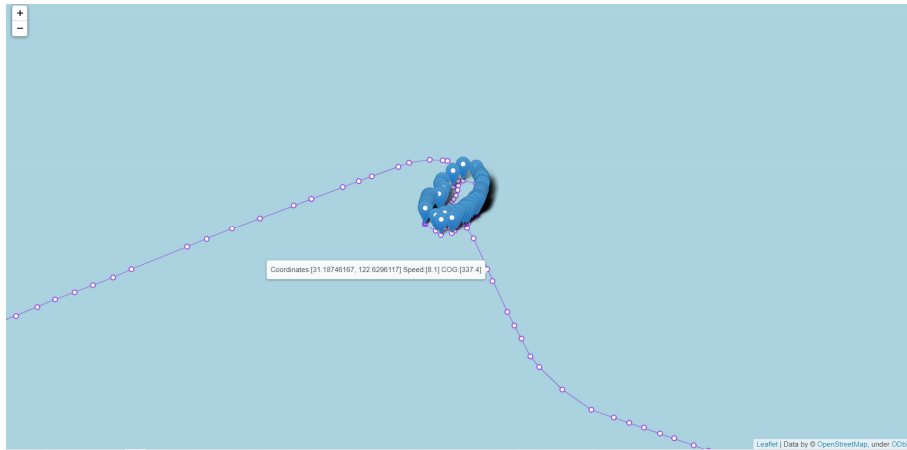 +
−
Coordinates:[31.18746167, 122.6296117] Speed:[8.1] COG:[337.4]
Leaflet | Data by © OpenStreetMap, under ODb